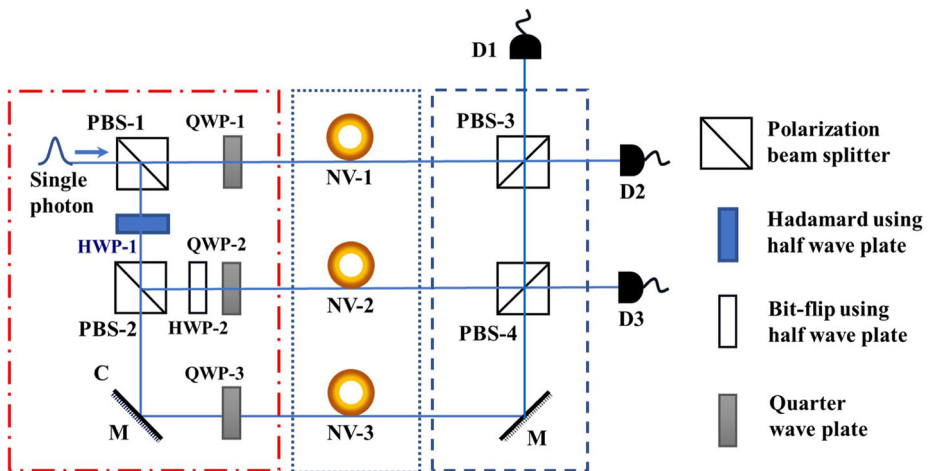 D1
PBS-1
QWP-1
PBS-3
Polarization
beam splitter
Single
photon
NV-1
D2
HWP-1
QWP-2
Hadamard using
half wave plate
PBS-2
HWP-2
NV-2
PBS-4
D3
Bit-flip using
half wave plate
C
QWP-3
M
NV-3
M
Quarter
wave plate